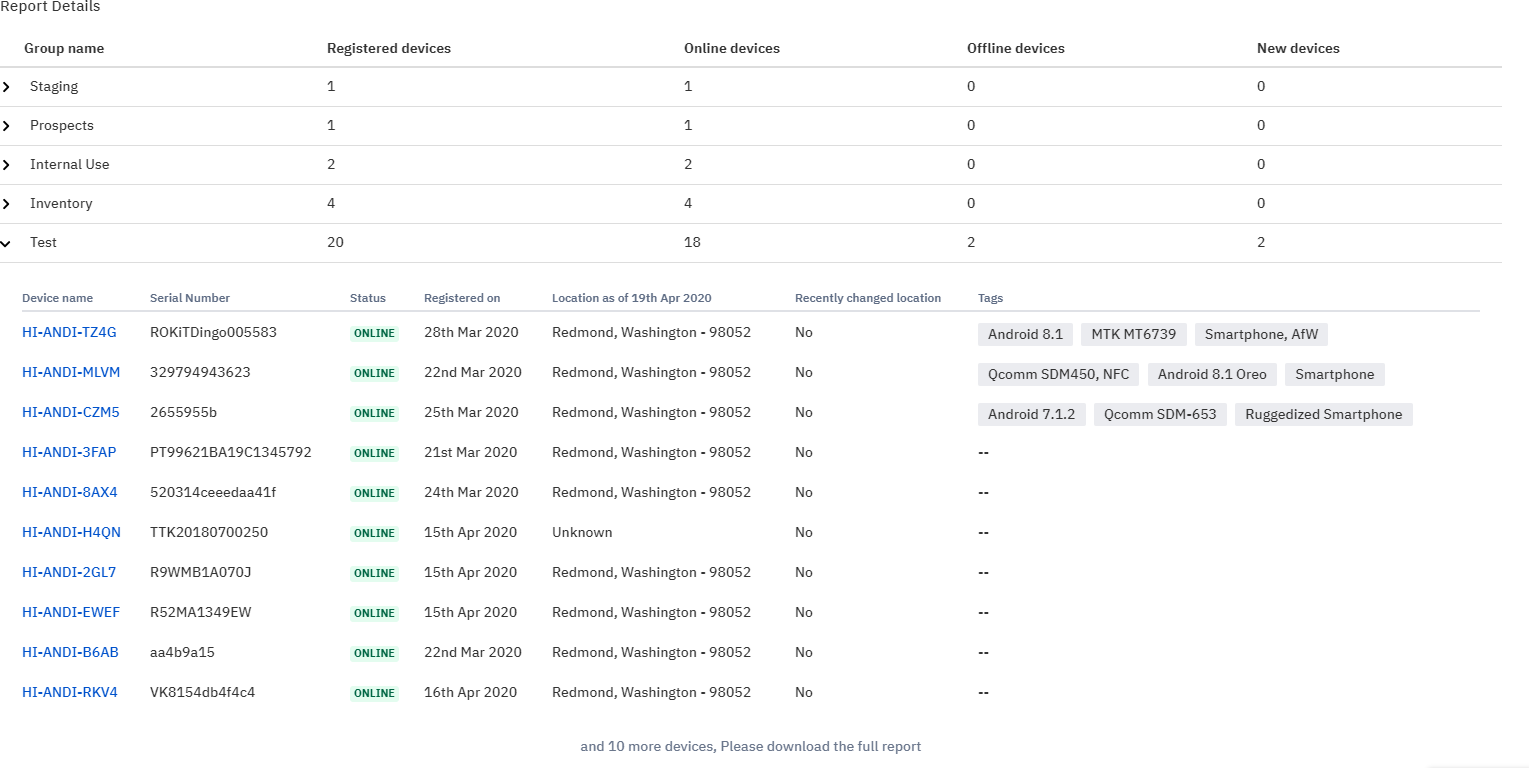 Report Details
Group name Registered devices Online devices Offline devices New devices
Staging 1 1 0 0
Prospects 1 1 0 0
Internal Use 2 2 0 0
Inventory 4 4 0 0
Test 20 18 2 2
Device name Serial Number Status Registered on Location as of 19th Apr 2020 Recently changed location Tags
HI-ANDI-TZ4G ROKiTDingo005583 ONLINE 28th Mar 2020 Redmond, Washington - 98052 No Android 8.1 MTK MT6739 Smartphone, AfW
HI-ANDI-MLVM 329794943623 ONLINE 22nd Mar 2020 Redmond, Washington - 98052 No Qcomm SDM450, NFC Android 8.1 Oreo Smartphone
HI-ANDI-CZM5 2655955b ONLINE 25th Mar 2020 Redmond, Washington - 98052 No Android 7.1.2 Qcomm SDM-653 Ruggedized Smartphone
HI-ANDI-3FAP PT99621BA19C1345792 ONLINE 21st Mar 2020 Redmond, Washington - 98052 No --
HI-ANDI-8AX4 520314ceeedaa41f ONLINE 24th Mar 2020 Redmond, Washington - 98052 No --
HI-ANDI-H4QN TTK20180700250 ONLINE 15th Apr 2020 Unknown No --
HI-ANDI-2GL7 R9WMB1A070J ONLINE 15th Apr 2020 Redmond, Washington - 98052 No --
HI-ANDI-EWEF R52MA1349EW ONLINE 15th Apr 2020 Redmond, Washington - 98052 No --
HI-ANDI-B6AB aa4b9a15 ONLINE 22nd Mar 2020 Redmond, Washington - 98052 No --
HI-ANDI-RKV4 VK8154db4f4c4 ONLINE 16th Apr 2020 Redmond, Washington - 98052 No --
and 10 more devices, Please download the full report